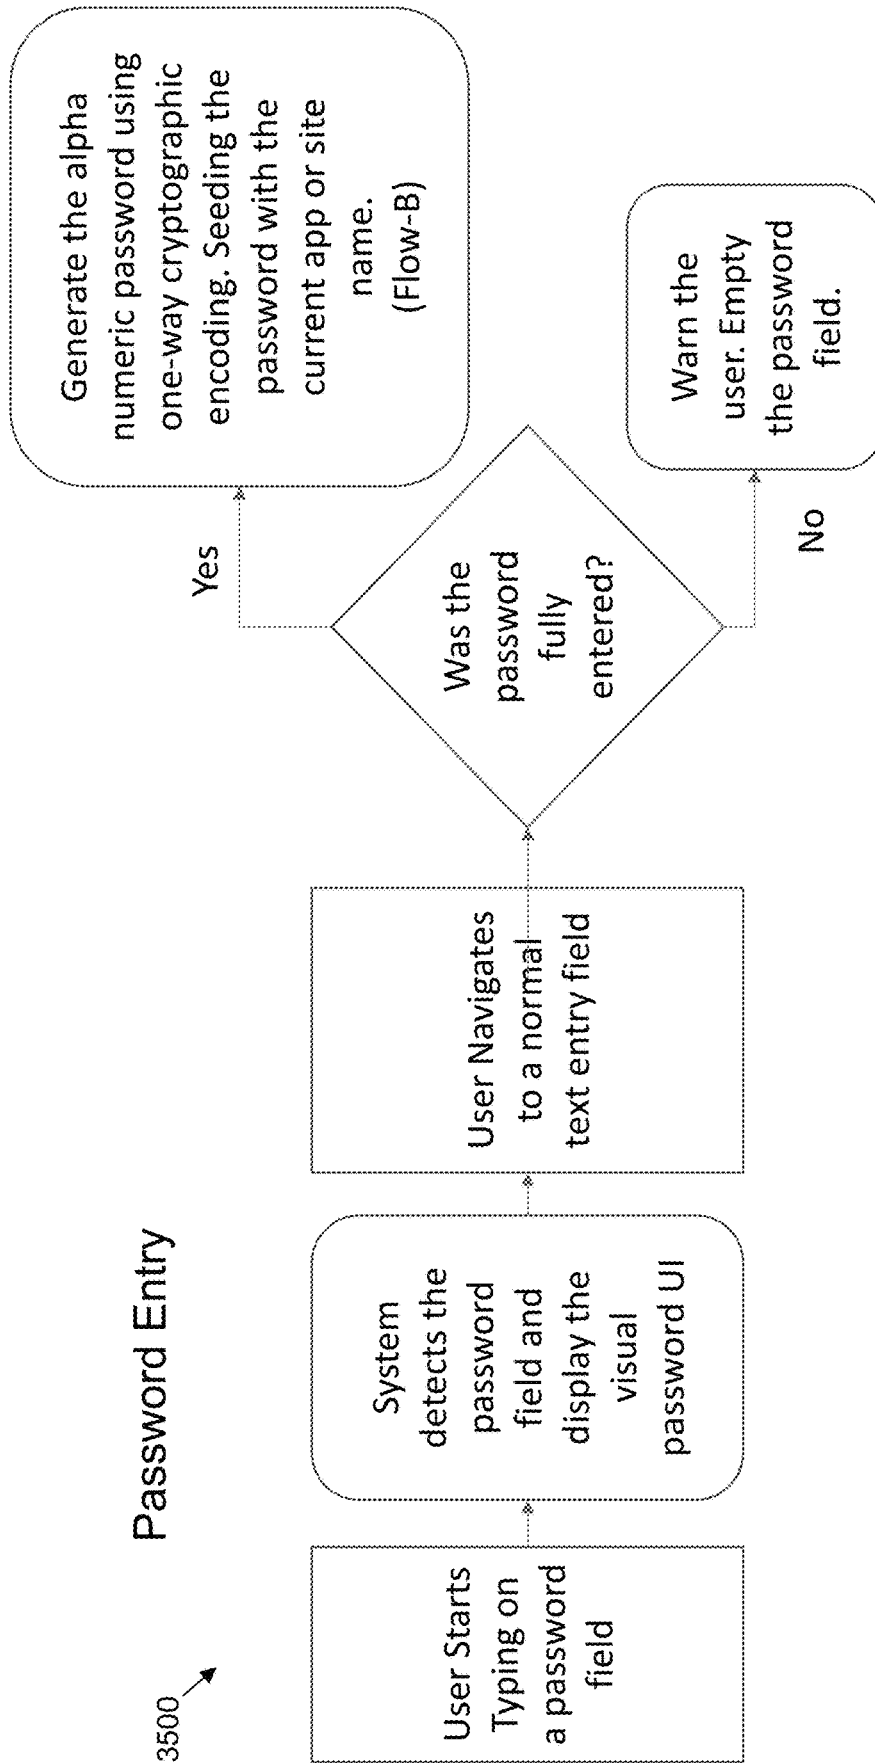 3500
Password Entry
User Starts
Typing on
a password
field
System
detects the
password
field and
display the
visual
password UI
User Navigates
to a normal
text entry field
Was the
password
fully
entered?
Yes
Generate the alpha
numeric password using
one-way cryptographic
encoding. Seeding the
password with the
current app or site
name.
(Flow-B)
No
Warn the
user. Empty
the password
field.